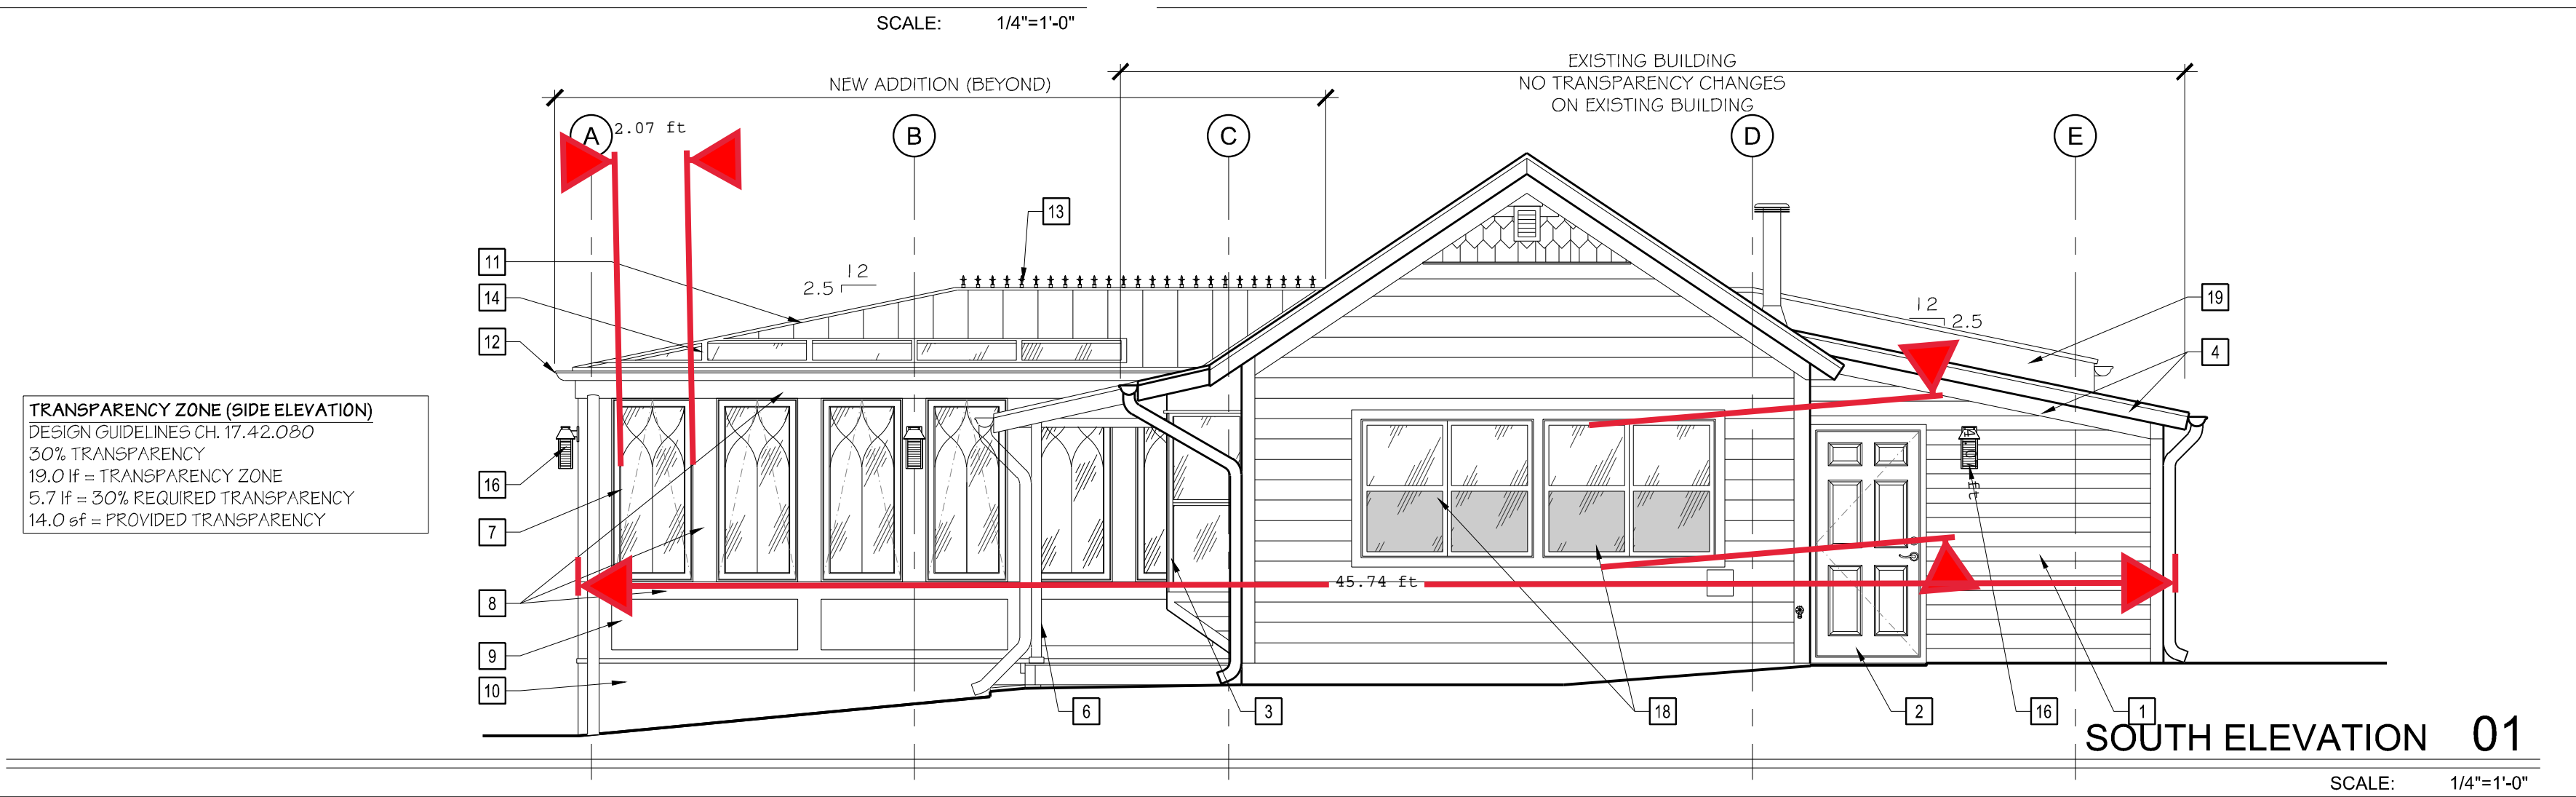 SCALE: 1/4"=1'-0"
EXISTING BUILDING
NO TRANSPARENCY CHANGES
ON EXISTING BUILDING
NEW ADDITION (BEYOND)
A
2.07 ft
B
C
D
E
13
11
12
2.5
14
12
12
2.5
19
4
TRANSPARENCY ZONE (SIDE ELEVATION)
DESIGN GUIDELINES CH. 17.42.080
30% TRANSPARENCY
19.0 lf = TRANSPARENCY ZONE
5.7 lf = 30% REQUIRED TRANSPARENCY
14.0 sf = PROVIDED TRANSPARENCY
16
7
ft
45.74 ft
8
9
10
6
3
18
2
16
1
SOUTH ELEVATION 01
SCALE: 1/4"=1'-0"